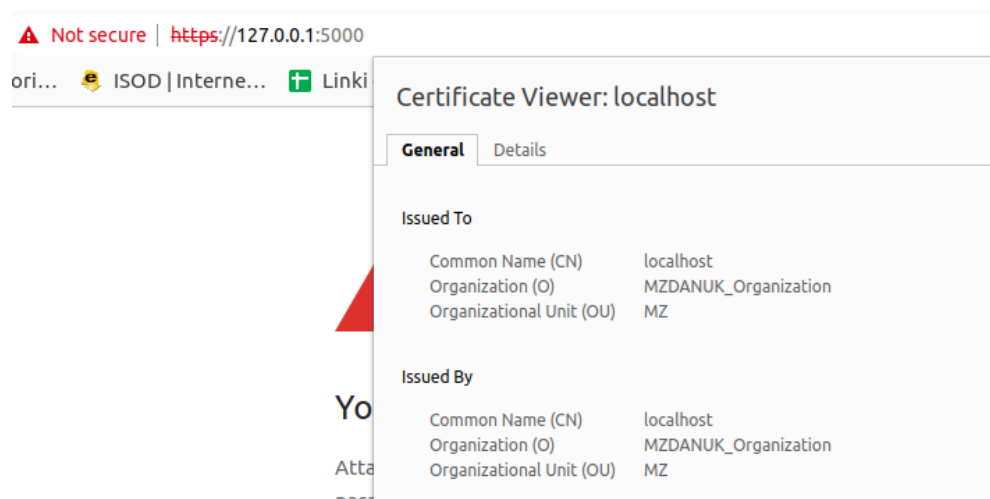 Not secure | https://127.0.0.1:5000
ori… ISOD | Interne… Linki
Certificate Viewer: localhost
General Details
Issued To
Common Name (CN) localhost
Organization (O) MZDANUK_Organization
Organizational Unit (OU) MZ
Issued By
Common Name (CN) localhost
Organization (O) MZDANUK_Organization
Organizational Unit (OU) MZ
Yo
Atta